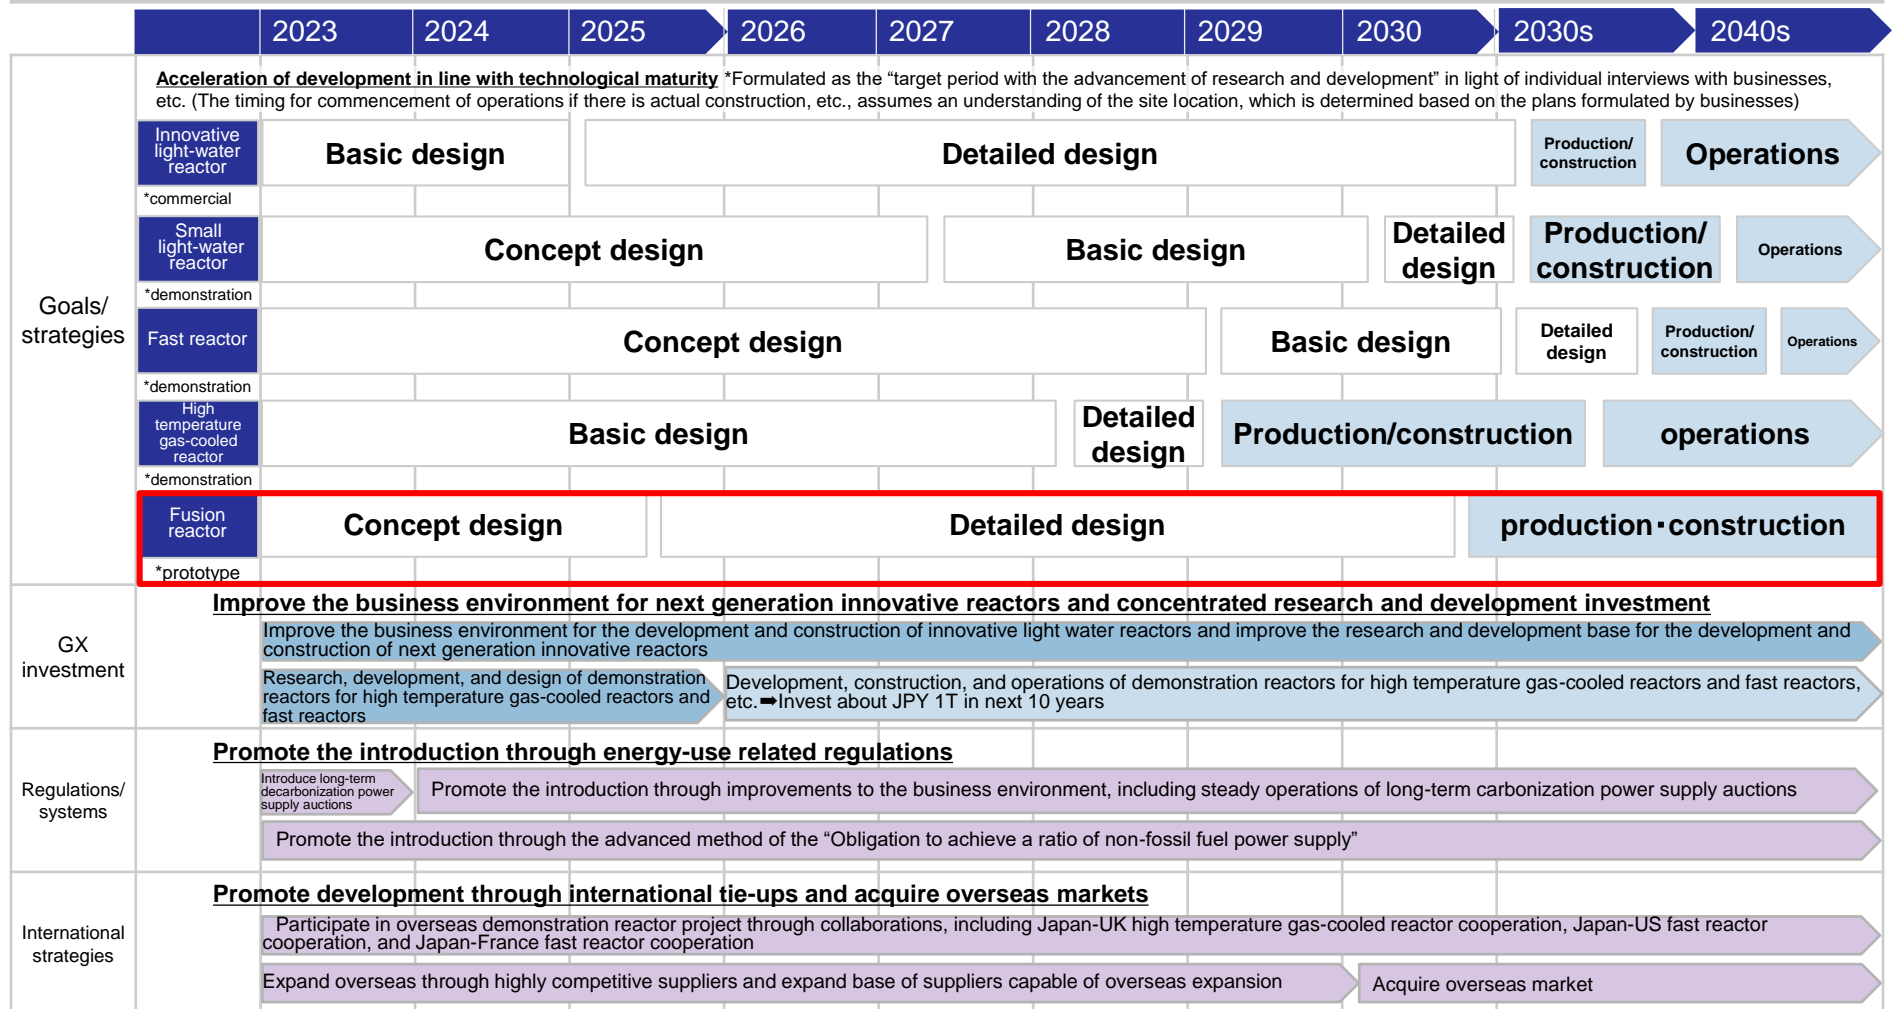 2023 2024 2025 2026 2027 2028 2029 2030 2030s 2040s
Goals/
strategies
Acceleration of development in line with technological maturity *Formulated as the “target period with the advancement of research and development” in light of individual interviews with businesses,
etc. (The timing for commencement of operations if there is actual construction, etc., assumes an understanding of the site location, which is determined based on the plans formulated by businesses)
Innovative
light-water
reactor
*commercial
Basic design
Detailed design
Production/
construction
Operations
Small
light-water
reactor
*demonstration
Concept design
Basic design
Detailed
design
Production/
construction
Operations
Fast reactor
*demonstration
Concept design
Basic design
Detailed
design
Production/
construction
Operations
High
temperature
gas-cooled
reactor
*demonstration
Basic design
Detailed
design
Production/construction
operations
Fusion
reactor
*prototype
Concept design
Detailed design
production・construction
GX
investment
Improve the business environment for next generation innovative reactors and concentrated research and development investment
Improve the business environment for the development and construction of innovative light water reactors and improve the research and development base for the development and
construction of next generation innovative reactors
Research, development, and design of demonstration
reactors for high temperature gas-cooled reactors and
fast reactors
Development, construction, and operations of demonstration reactors for high temperature gas-cooled reactors and fast reactors,
etc.➡Invest about JPY 1T in next 10 years
Regulations/
systems
Promote the introduction through energy-use related regulations
Introduce long-term
decarbonization power
supply auctions
Promote the introduction through improvements to the business environment, including steady operations of long-term carbonization power supply auctions
Promote the introduction through the advanced method of the “Obligation to achieve a ratio of non-fossil fuel power supply”
International
strategies
Promote development through international tie-ups and acquire overseas markets
Participate in overseas demonstration reactor project through collaborations, including Japan-UK high temperature gas-cooled reactor cooperation, Japan-US fast reactor
cooperation, and Japan-France fast reactor cooperation
Expand overseas through highly competitive suppliers and expand base of suppliers capable of overseas expansion
Acquire overseas market